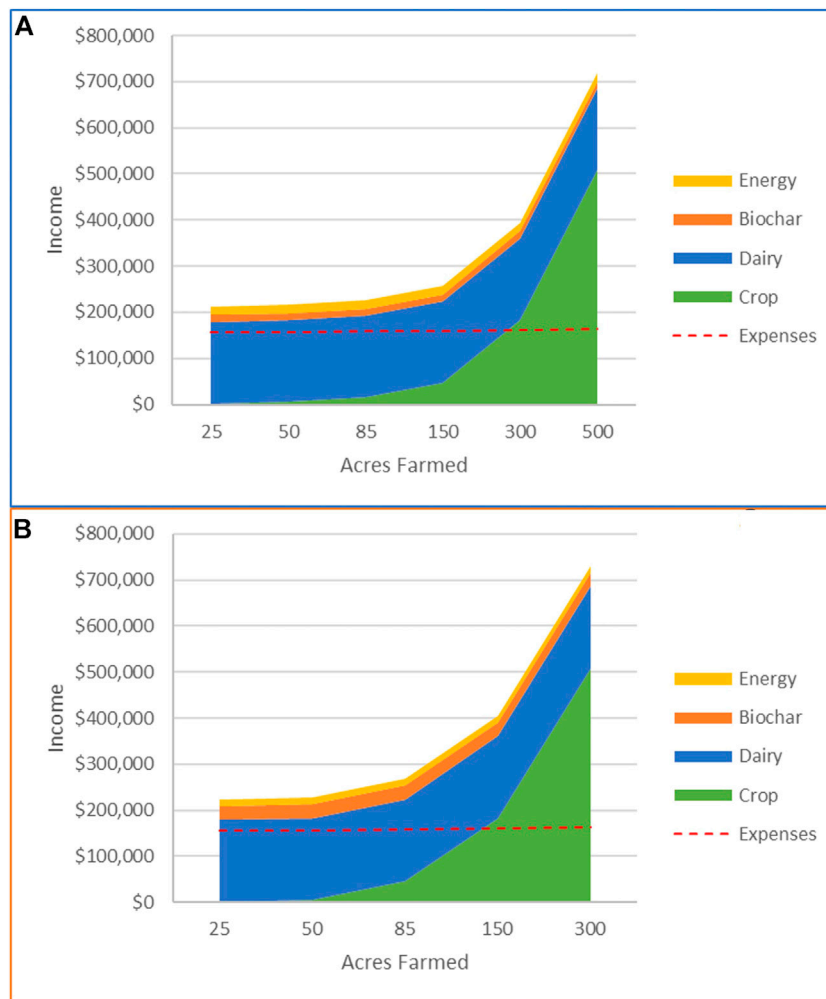 A
$800,000
$700,000
$600,000
$500,000
$400,000
$300,000
$200,000
$100,000
$0
Income
25 50 85 150 300 500
Acres Farmed
Energy
Biochar
Dairy
Crop
Expenses
B
$800,000
$700,000
$600,000
$500,000
$400,000
$300,000
$200,000
$100,000
$0
Income
25 50 85 150 300
Acres Farmed
Energy
Biochar
Dairy
Crop
Expenses